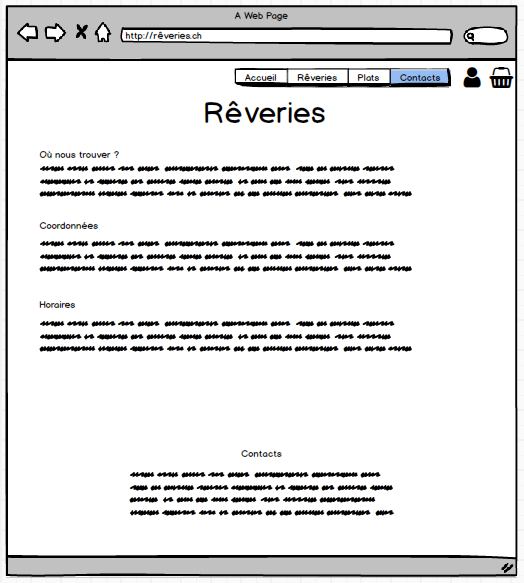 A Web Page
http://rêveries.ch
Accueil Rêveries Plats Contacts
Rêveries
Où nous trouver ?
Coordonnées
Horaires
Contacts